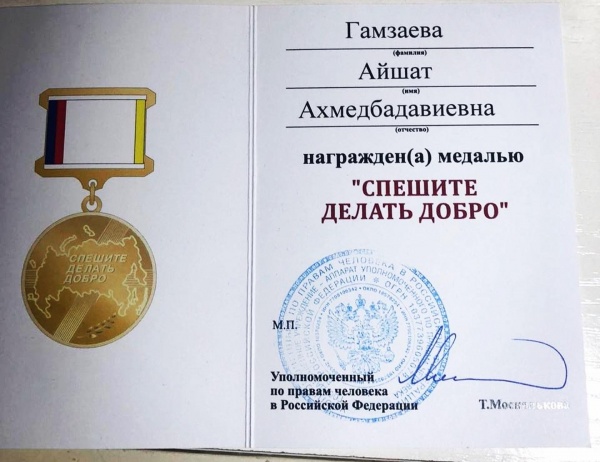 СПЕШИТЕ
ДЕЛАТЬ
ДОБРО
Гамзаева
(фамилия)
Айшат
(имя)
Ахмедбадавиевна
(отчество)
награжден(а) медалью
"СПЕШИТЕ
ДЕЛАТЬ ДОБРО"
М.П.
Уполномоченный
по правам человека
в Российской Федерации
Т.Моск